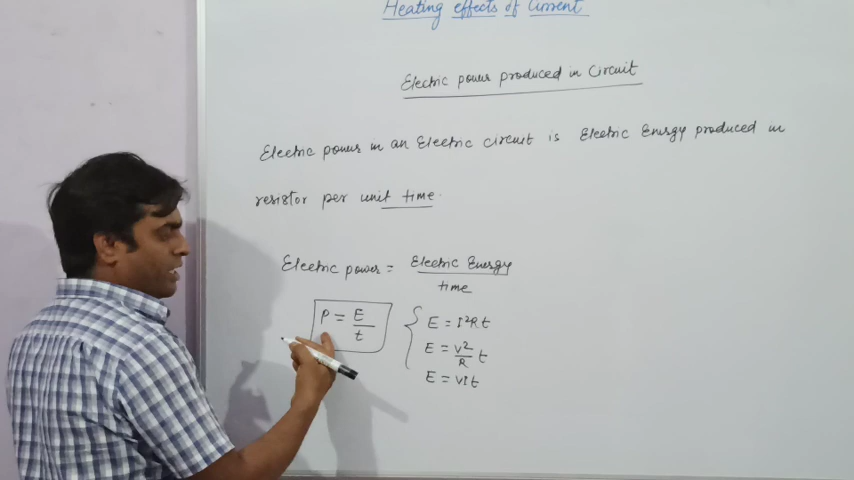 Heating effects of Current
Electric power produced in Circuit
Electric power in an Electric circuit is Electric Energy produced in
resistor per unit time.
Electric power = Electric Energy
time
P = E
t
E = I²Rt
E = V²
R t
E = VIt